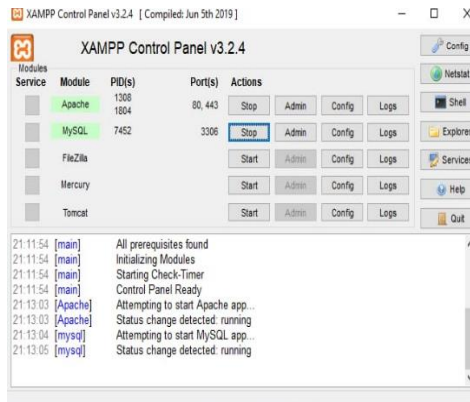 XAMPP Control Panel v3.2.4 [ Compiled: Jun 5th 2019 ]
XAMPP Control Panel v3.2.4
Config
Modules
Service Module PID(s) Port(s) Actions
Netstat
Apache 1308 1804 80, 443 Stop Admin Config Logs
Shell
MySQL 7452 3306 Stop Admin Config Logs
Explorer
FileZilla Start Admin Config Logs
Services
Mercury Start Admin Config Logs
Help
Tomcat Start Admin Config Logs
Quit
21:11:54 [main] All prerequisites found
21:11:54 [main] Initializing Modules
21:11:54 [main] Starting Check-Timer
21:11:54 [main] Control Panel Ready
21:13:03 [Apache] Attempting to start Apache app...
21:13:03 [Apache] Status change detected: running
21:13:04 [mysql] Attempting to start MySQL app...
21:13:05 [mysql] Status change detected: running